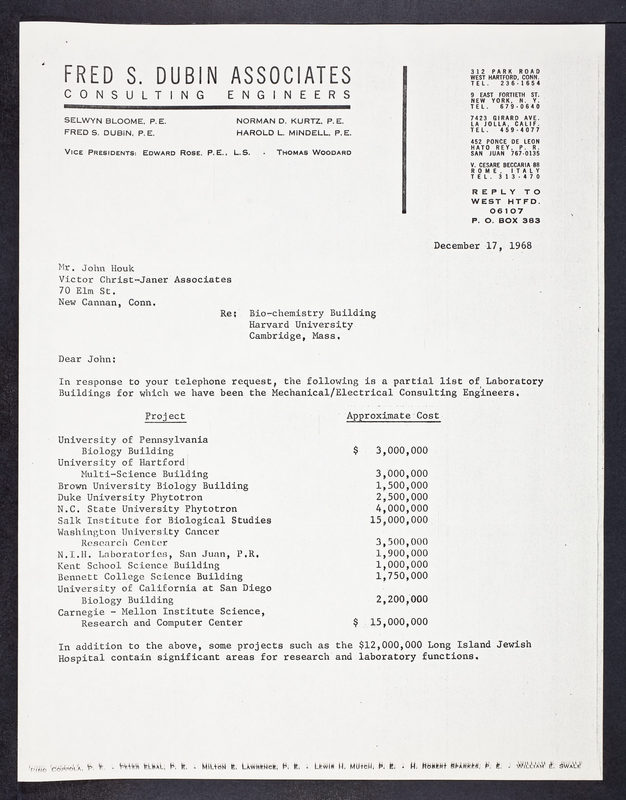 FRED S. DUBIN ASSOCIATES
CONSULTING ENGINEERS
SELWYN BLOOME, P.E. NORMAN D. KURTZ, P.E.
FRED S. DUBIN, P.E. HAROLD L. MINDELL, P.E.
VICE PRESIDENTS: EDWARD ROSE, P.E., L.S. · THOMAS WOODARD
312 PARK ROAD
WEST HARTFORD, CONN.
TEL. 236-1654
9 EAST FORTIETH ST.
NEW YORK, N. Y.
TEL. 679-0640
7423 GIRARD AVE.
LA JOLLA, CALIF.
TEL. 459-4077
452 PONCE DE LEON
HATO REY, P. R.
SAN JUAN 767-0135
V. CESARE BECCARIA 88
ROME, ITALY
TEL. 313-470
REPLY TO
WEST HTFD.
06107
P. O. BOX 383
December 17, 1968
Mr. John Houk
Victor Christ-Janer Associates
70 Elm St.
New Cannan, Conn.
Re: Bio-chemistry Building
Harvard University
Cambridge, Mass.
Dear John:
In response to your telephone request, the following is a partial list of Laboratory
Buildings for which we have been the Mechanical/Electrical Consulting Engineers.
Project Approximate Cost
University of Pennsylvania
Biology Building $ 3,000,000
University of Hartford
Multi-Science Building 3,000,000
Brown University Biology Building 1,500,000
Duke University Phytotron 2,500,000
N.C. State University Phytotron 4,000,000
Salk Institute for Biological Studies 15,000,000
Washington University Cancer
Research Center 3,500,000
N.I.H. Laboratories, San Juan, P.R. 1,900,000
Kent School Science Building 1,000,000
Bennett College Science Building 1,750,000
University of California at San Diego
Biology Building 2,200,000
Carnegie - Mellon Institute Science,
Research and Computer Center $ 15,000,000
In addition to the above, some projects such as the $12,000,000 Long Island Jewish
Hospital contain significant areas for research and laboratory functions.
P. E. · PETER ELBAL, P. E. · MILTON E. LAWRENCE, P. E. · LEWIS H. MUTCH, P. E. · H. ROBERT SPARKES, P. E. · WILLIAM E. SWALE